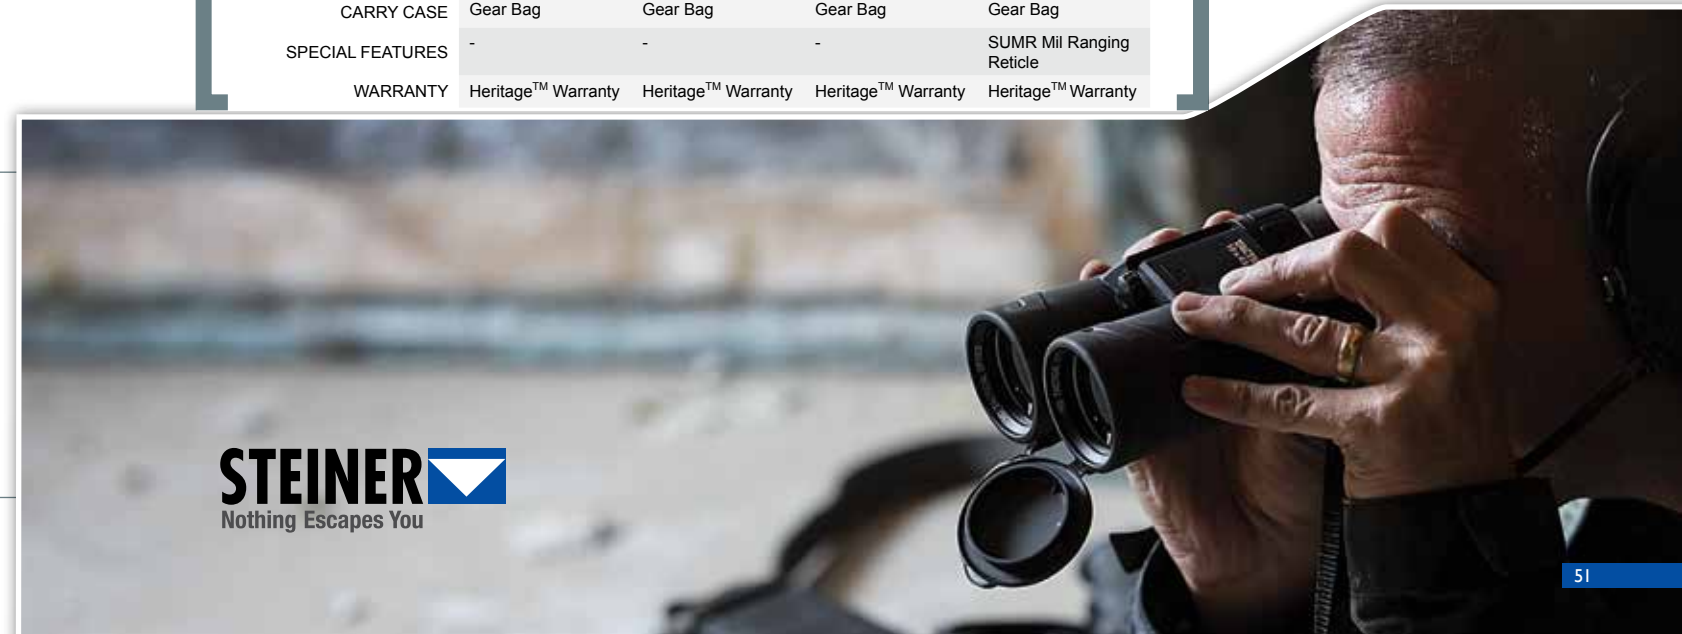 CARRY CASE Gear Bag Gear Bag Gear Bag Gear Bag
SPECIAL FEATURES - - - SUMR Mil Ranging
Reticle
WARRANTY Heritage™ Warranty Heritage™ Warranty Heritage™ Warranty Heritage™ Warranty
STEINER
Nothing Escapes You
51